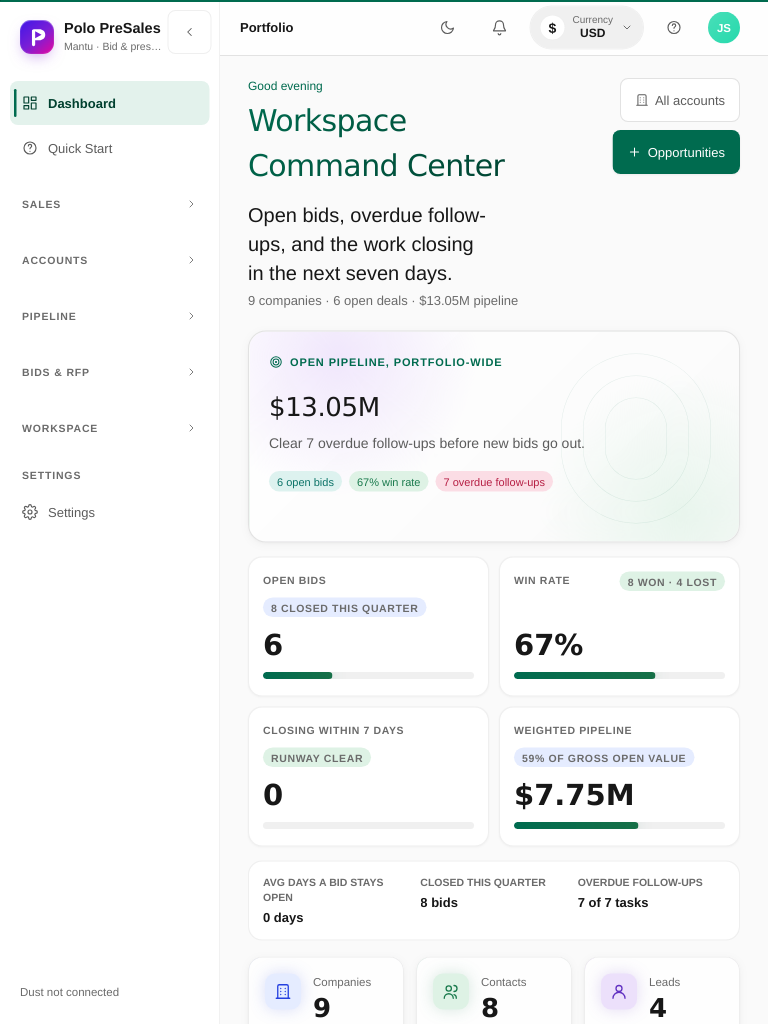 Polo PreSales
Mantu · Bid & pres…
Dashboard
Quick Start
SALES
ACCOUNTS
PIPELINE
BIDS & RFP
WORKSPACE
SETTINGS
Settings
Dust not connected
Portfolio
$
Currency
USD
JS
Good evening
Workspace
Command Center
All accounts
Opportunities
Open bids, overdue follow-
ups, and the work closing
in the next seven days.
9 companies · 6 open deals · $13.05M pipeline
OPEN PIPELINE, PORTFOLIO-WIDE
$13.05M
Clear 7 overdue follow-ups before new bids go out.
6 open bids
67% win rate
7 overdue follow-ups
OPEN BIDS
8 CLOSED THIS QUARTER
6
WIN RATE
8 WON · 4 LOST
67%
CLOSING WITHIN 7 DAYS
RUNWAY CLEAR
0
WEIGHTED PIPELINE
59% OF GROSS OPEN VALUE
$7.75M
AVG DAYS A BID STAYS
OPEN
0 days
CLOSED THIS QUARTER
8 bids
OVERDUE FOLLOW-UPS
7 of 7 tasks
Companies
9
Contacts
8
Leads
4